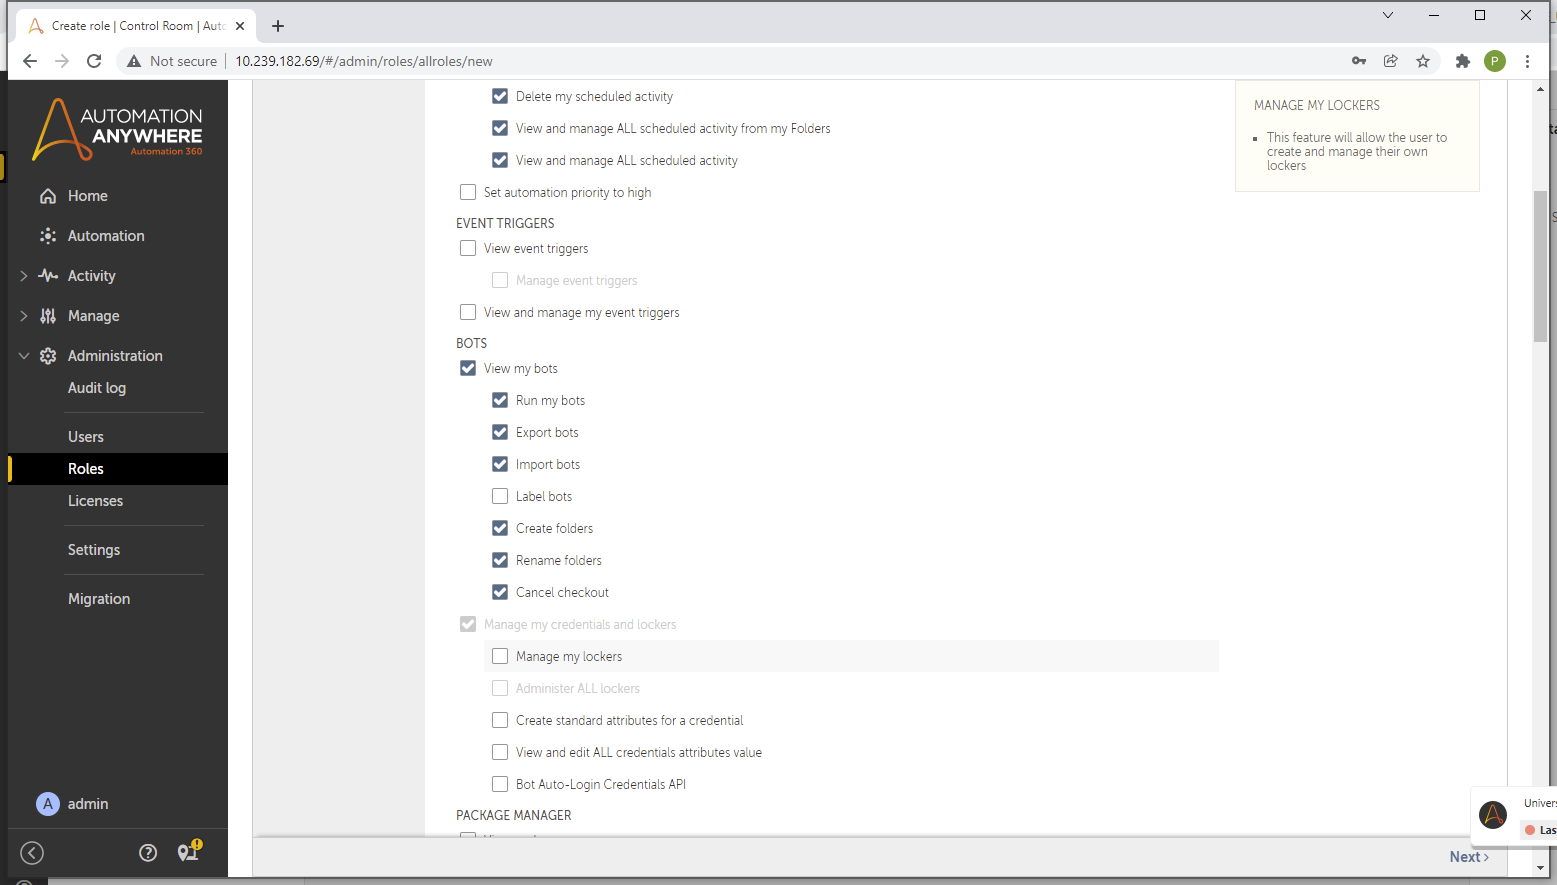 Create role | Control Room | Auto
Not secure
10.239.182.69/#/admin/roles/allroles/new
P
AUTOMATION
ANYWHERE
Automation 360
Home
Automation
Activity
Manage
Administration
Audit log
Users
Roles
Licenses
Settings
Migration
A
admin
Delete my scheduled activity
View and manage ALL scheduled activity from my Folders
View and manage ALL scheduled activity
Set automation priority to high
EVENT TRIGGERS
View event triggers
Manage event triggers
View and manage my event triggers
BOTS
View my bots
Run my bots
Export bots
Import bots
Label bots
Create folders
Rename folders
Cancel checkout
Manage my credentials and lockers
Manage my lockers
Administer ALL lockers
Create standard attributes for a credential
View and edit ALL credentials attributes value
Bot Auto-Login Credentials API
PACKAGE MANAGER
MANAGE MY LOCKERS
This feature will allow the user to
create and manage their own
lockers
Univers
Las
Next